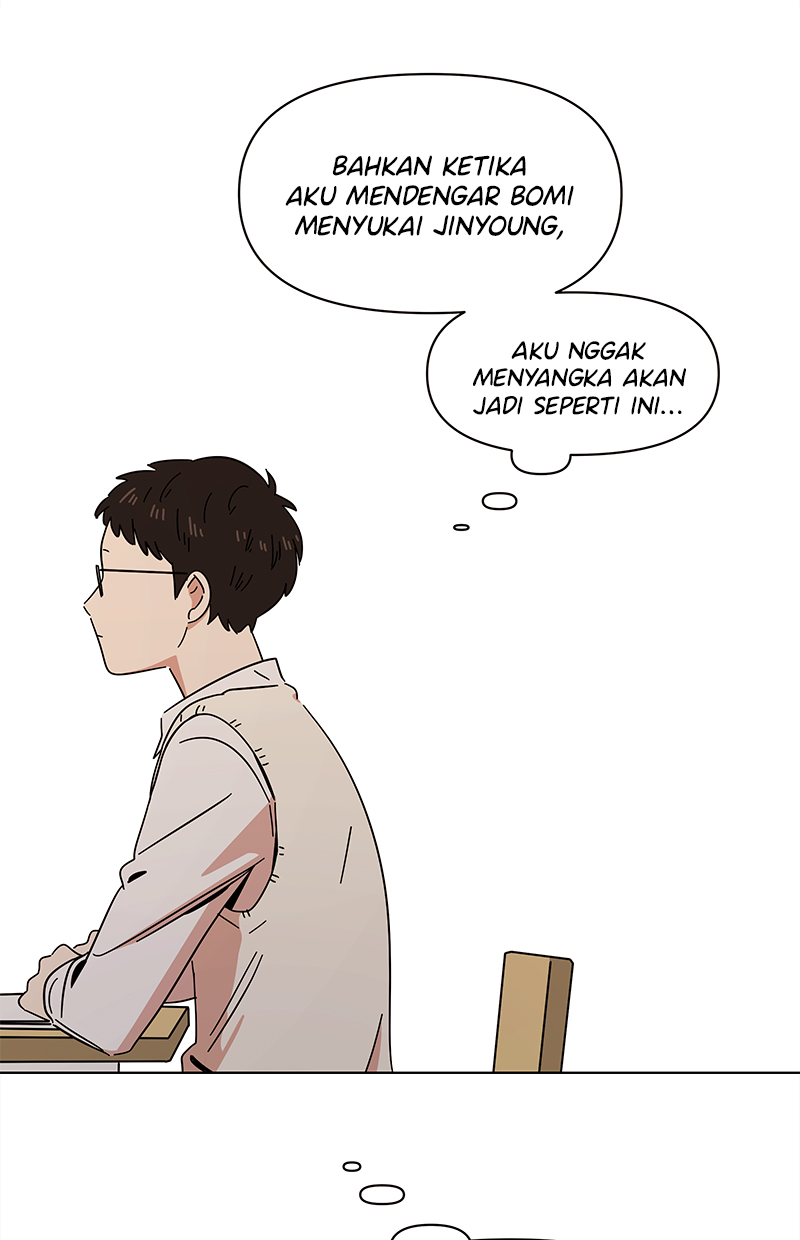 BAHKAN KETIKA
AKU MENDENGAR BOMI
MENYUKAI JINYOUNG,
AKU NGGAK
MENYANGKA AKAN
JADI SEPERTI INI...